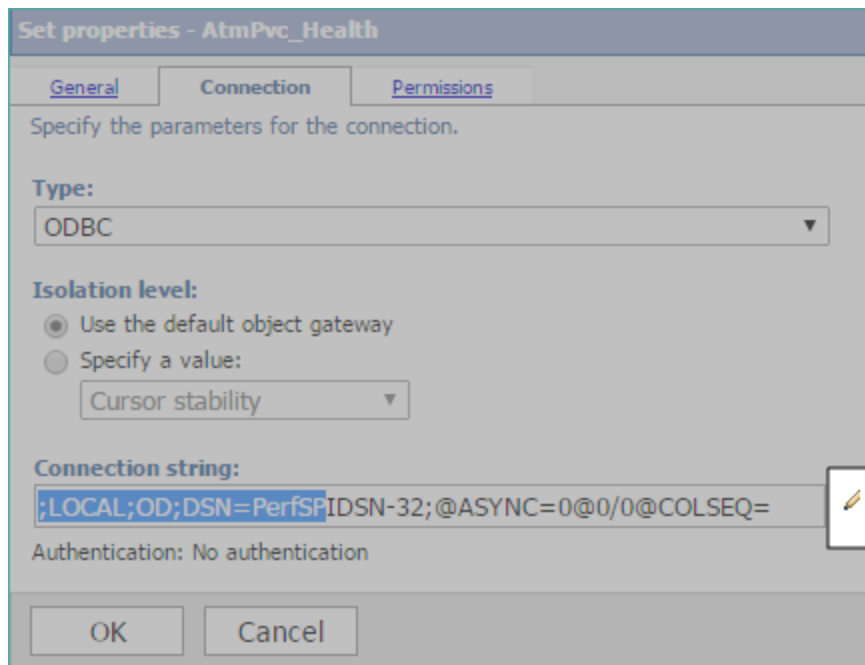 Set properties - AtmPvc_Health
General Connection Permissions
Specify the parameters for the connection.
Type:
ODBC
Isolation level:
Use the default object gateway
Specify a value:
Cursor stability
Connection string:
;LOCAL;OD;DSN=PerfSPIDSN-32;@ASYNC=0@0/0@COLSEQ=
Authentication: No authentication
OK Cancel